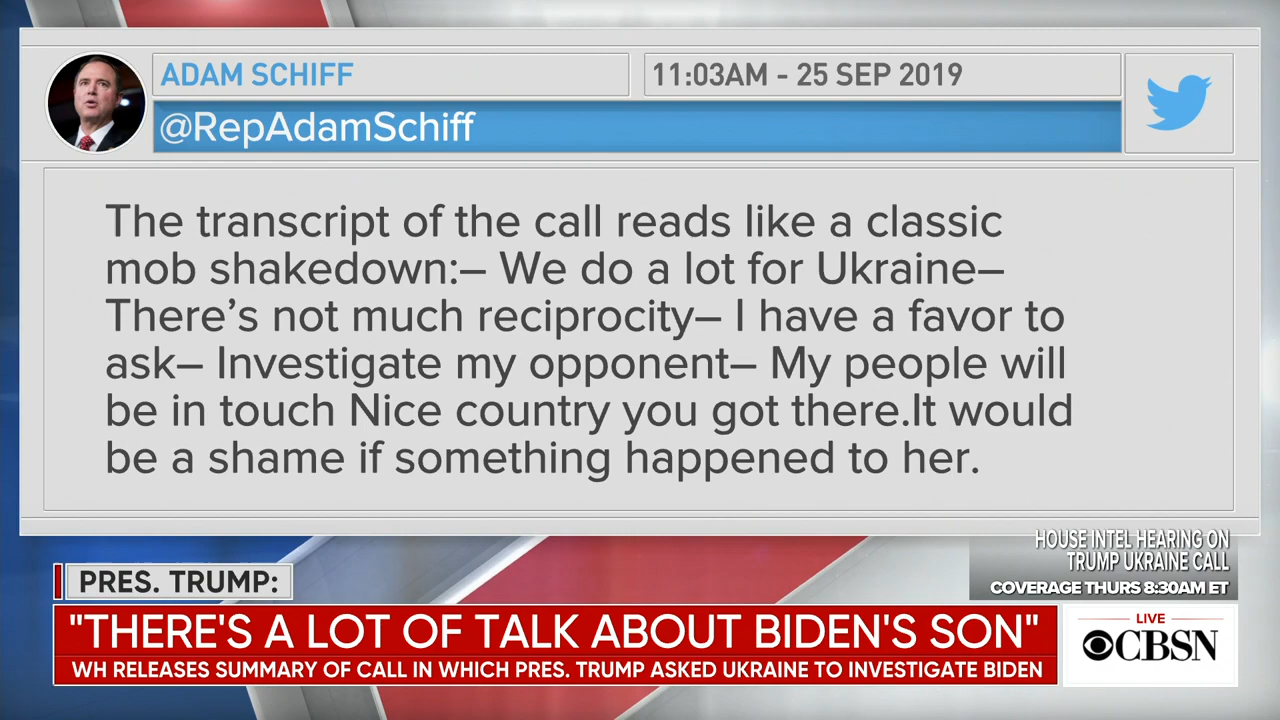 ADAM SCHIFF
11:03AM - 25 SEP 2019
@RepAdamSchiff
The transcript of the call reads like a classic
mob shakedown:– We do a lot for Ukraine–
There’s not much reciprocity– I have a favor to
ask– Investigate my opponent– My people will
be in touch Nice country you got there.It would
be a shame if something happened to her.
HOUSE INTEL HEARING ON
TRUMP UKRAINE CALL
COVERAGE THURS 8:30AM ET
PRES. TRUMP:
"THERE'S A LOT OF TALK ABOUT BIDEN'S SON"
WH RELEASES SUMMARY OF CALL IN WHICH PRES. TRUMP ASKED UKRAINE TO INVESTIGATE BIDEN
LIVE
CBSN